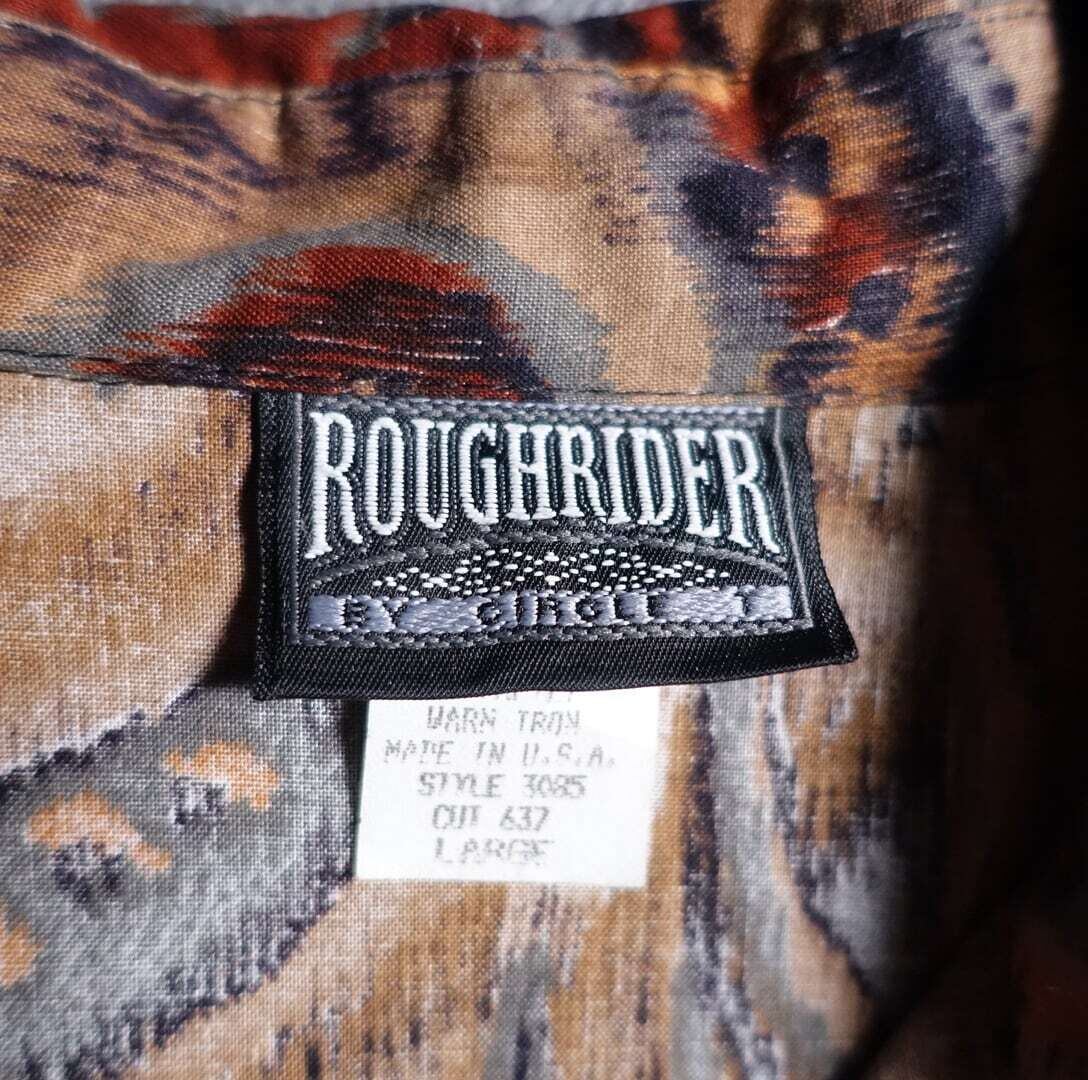 ROUGHRIDER
BY CIRCLE T
WARM IRON
MADE IN U.S.A.
STYLE 3085
CUT 637
LARGE